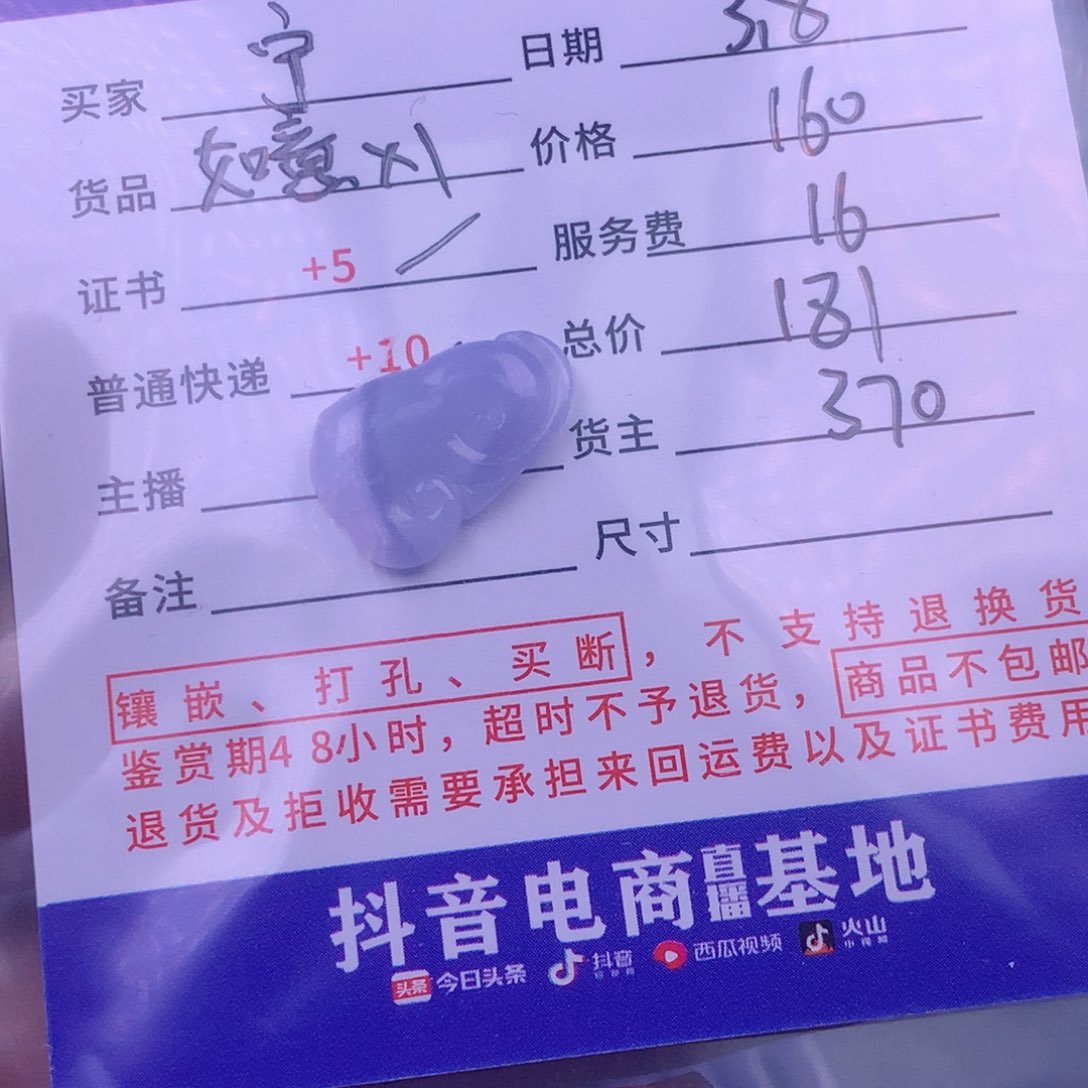 买家 宁 日期 3.8
货品 如意x1 价格 160
证书 +5 / 服务费 16
普通快递 +10 总价 181
主播 货主 370
备注 尺寸
镶嵌、打孔、买断，不支持退换货
鉴赏期48小时，超时不予退货，商品不包邮
退货及拒收需要承担来回运费以及证书费用
抖音电商直播基地
头条 今日头条 抖音 西瓜视频 火山